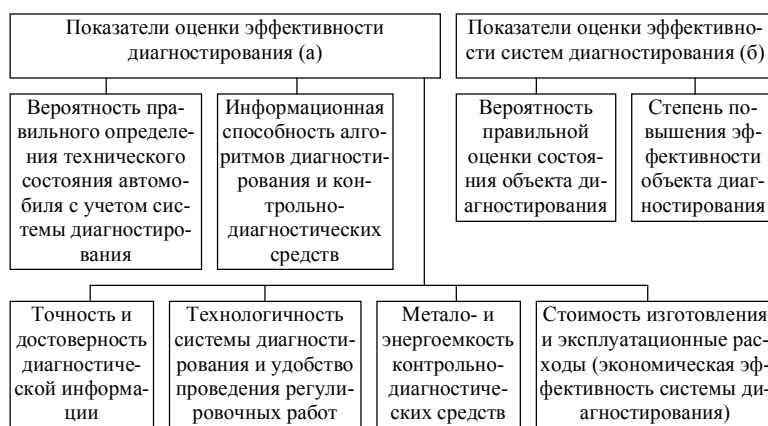 Показатели оценки эффективности
диагностирования (а)
Показатели оценки эффективно-
сти систем диагностирования (б)
Вероятность пра-
вильного определе-
ния технического
состояния автомо-
биля с учетом сис-
темы диагностиро-
вания
Информационная
способность алго-
ритмов диагности-
рования и кон-
трольно-
диагностических
средств
Вероятность
правильной
оценки состоя-
ния объекта ди-
агностирования
Степень по-
вышения эф-
фективности
объекта диаг-
ностирования
Точность и
достоверность
диагностиче-
ской информа-
ции
Технологичность
системы диагности-
рования и удобство
проведения регули-
ровочных работ
Метало- и
энергоемкость
контрольно-
диагностиче-
ских средств
Стоимость изготовления
и эксплуатационные рас-
ходы (экономическая эф-
фективность системы ди-
агностирования)